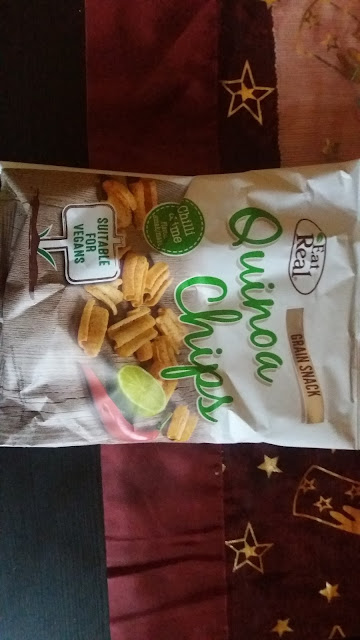 Eat
Real
GRAIN SNACK
Quinoa
Chips
Chilli
& lime
SUITABLE
FOR
VEGANS